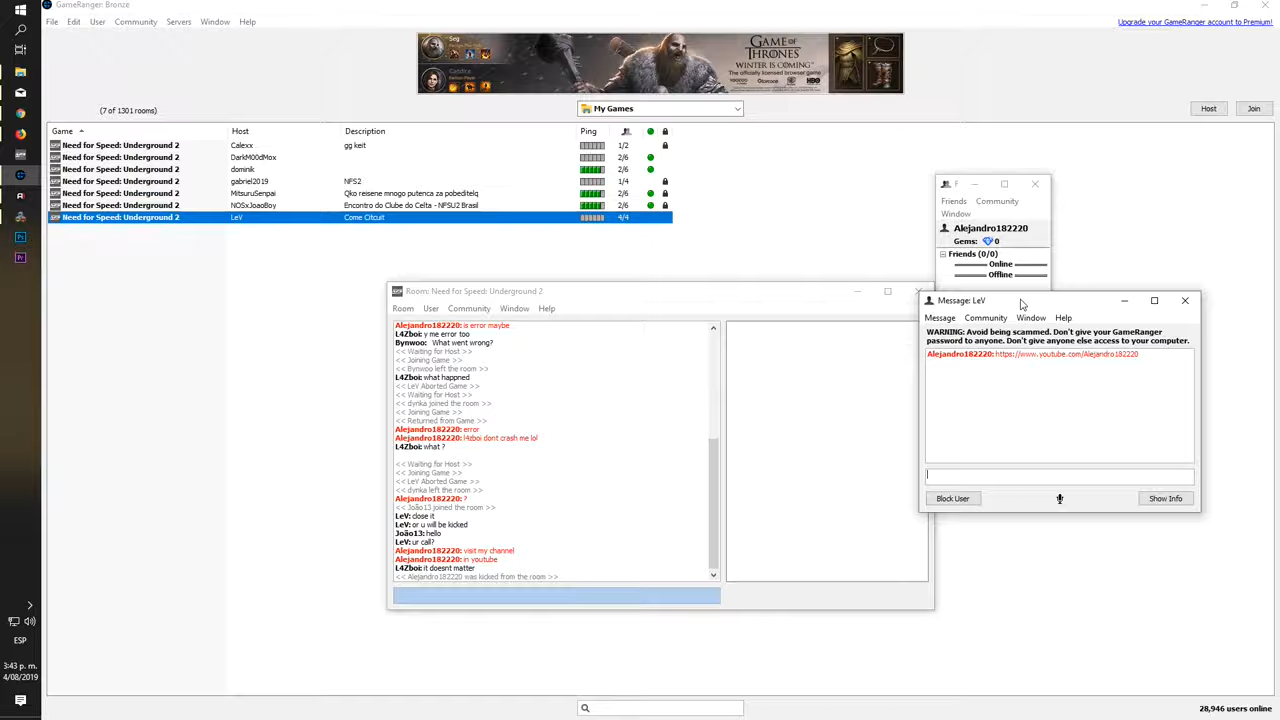 GameRanger: Bronze
File Edit User Community Servers Window Help
Upgrade your GameRanger account to Premium!
Seg
Candice
GAME OF THRONES
WINTER IS COMING™
The officially licensed browser game
(7 of 1301 rooms)
My Games
Host Join
Game Host Description Ping
Need for Speed: Underground 2 Calexx gg keit 1/2
Need for Speed: Underground 2 DarkM00dMox 2/6
Need for Speed: Underground 2 dominik 2/6
Need for Speed: Underground 2 gabriel2019 NFS2 1/4
Need for Speed: Underground 2 MitsuruSenpai Qko reisene mnogo putenca za pobeditelq 2/6
Need for Speed: Underground 2 NOSxJoaoBoy Encontro do Clube do Celta - NFSU2 Brasil 2/6
Need for Speed: Underground 2 LeV Come Citcuit 4/4
F
Friends Community
Window
Alejandro182220
Gems: 0
Friends (0/0)
Online
Offline
Room: Need for Speed: Underground 2
Room User Community Window Help
Alejandro182220: is error maybe
L4Zboi: y me error too
Bynwoo: What went wrong?
<< Waiting for Host >>
<< Joining Game >>
<< Bynwoo left the room >>
L4Zboi: what happned
<< LeV Aborted Game >>
<< Waiting for Host >>
<< dynka joined the room >>
<< Joining Game >>
<< Returned from Game >>
Alejandro182220: error
Alejandro182220: l4zboi dont crash me lol
L4Zboi: what ?
<< Waiting for Host >>
<< Joining Game >>
<< LeV Aborted Game >>
<< dynka left the room >>
Alejandro182220: ?
<< João13 joined the room >>
LeV: close it
LeV: or u will be kicked
João13: hello
LeV: ur call?
Alejandro182220: visit my channel
Alejandro182220: in youtube
L4Zboi: it doesnt matter
<< Alejandro182220 was kicked from the room >>
Message: LeV
Message Community Window Help
WARNING: Avoid being scammed. Don't give your GameRanger
password to anyone. Don't give anyone else access to your computer.
Alejandro182220: https://www.youtube.com/Alejandro182220
Block User Show Info
ESP
3:43 p. m.
4/08/2019
28,946 users online